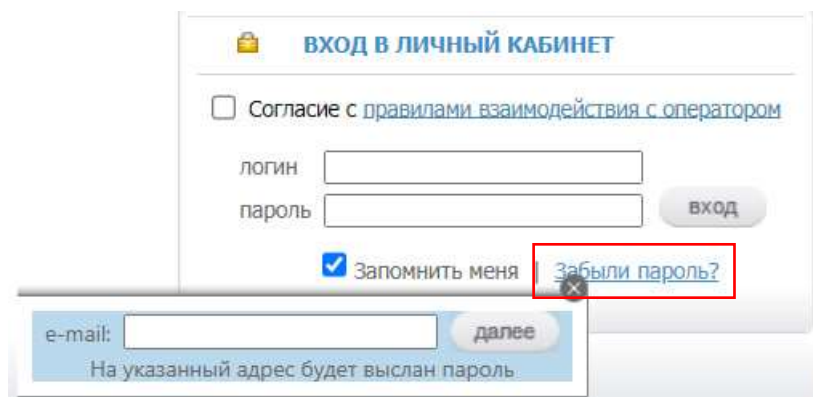 ВХОД В ЛИЧНЫЙ КАБИНЕТ
Согласие с правилами взаимодействия с оператором
логин
пароль вход
Запомнить меня | Забыли пароль?
e-mail: далее
На указанный адрес будет выслан пароль